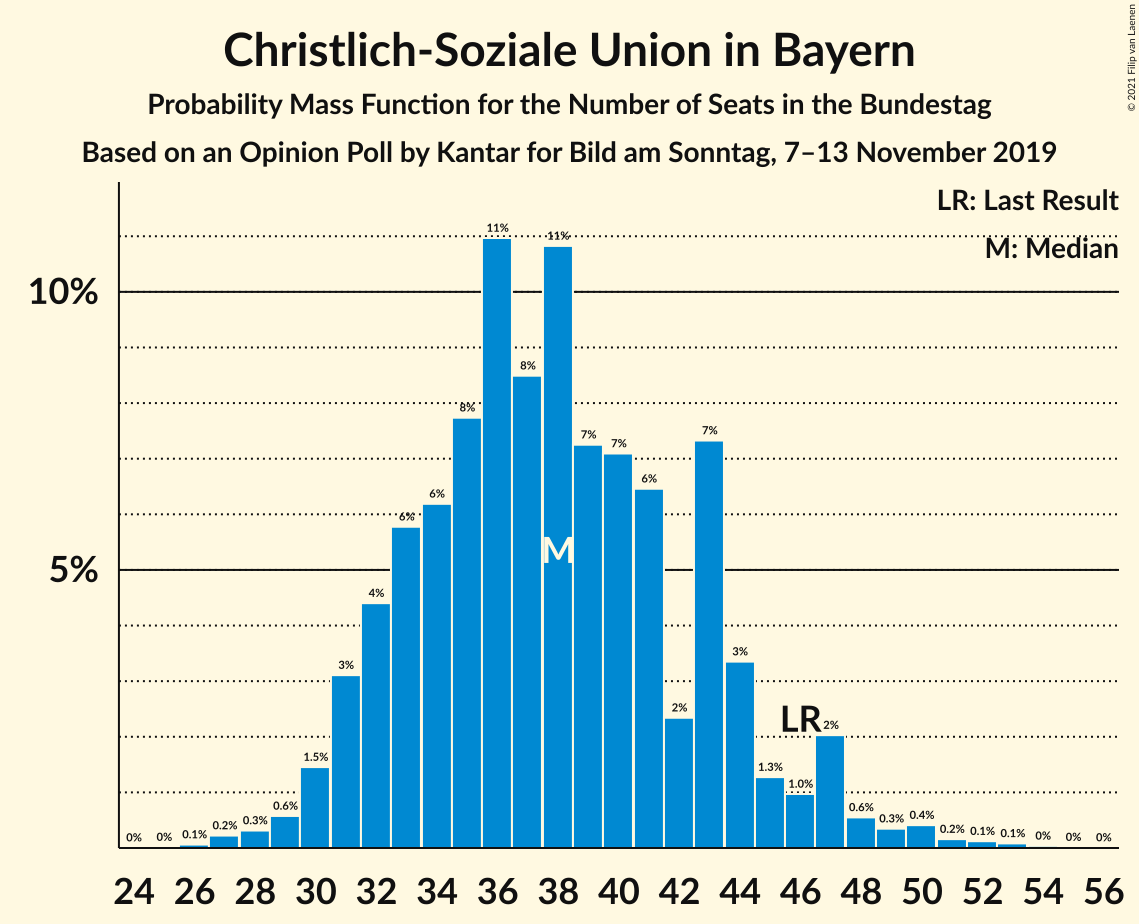 Christlich-Soziale Union in Bayern
Probability Mass Function for the Number of Seats in the Bundestag
Based on an Opinion Poll by Kantar for Bild am Sonntag, 7–13 November 2019
© 2021 Filip van Laenen
LR: Last Result
M: Median
10%
5%
0% 0% 0.1% 0.2% 0.3% 0.6% 1.5% 3% 4% 6% 6% 8% 11% 8% 11% 7% 7% 6% 2% 7% 3% 1.3% 1.0% 2% 0.6% 0.3% 0.4% 0.2% 0.1% 0.1% 0% 0% 0%
M
LR
24 26 28 30 32 34 36 38 40 42 44 46 48 50 52 54 56